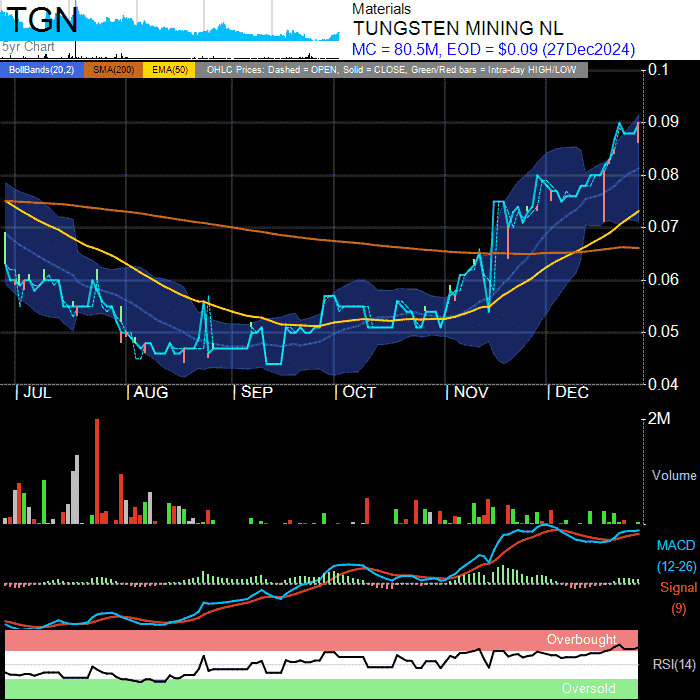 TGN
5yr Chart
Materials
TUNGSTEN MINING NL
MC = 80.5M, EOD = $0.09 (27Dec2024)
BollBands(20,2) SMA(200) EMA(50) OHLC Prices: Dashed = OPEN, Solid = CLOSE, Green/Red bars = Intra-day HIGH/LOW
0.1
0.09
0.08
0.07
0.06
0.05
0.04
JUL AUG SEP OCT NOV DEC
2M
Volume
MACD
(12-26)
Signal
(9)
Overbought
RSI(14)
Oversold